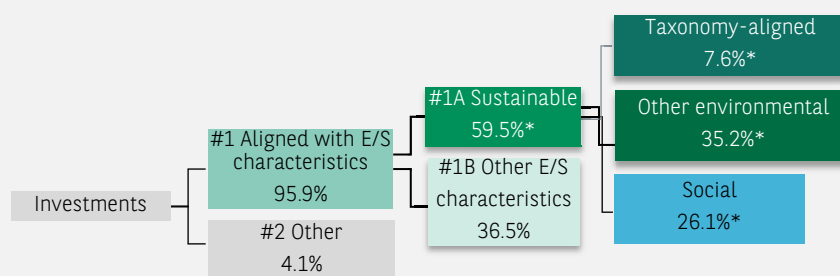 Investments
#1 Aligned with E/S
characteristics
95.9%
#2 Other
4.1%
#1A Sustainable
59.5%*
#1B Other E/S
characteristics
36.5%
Taxonomy-aligned
7.6%*
Other environmental
35.2%*
Social
26.1%*